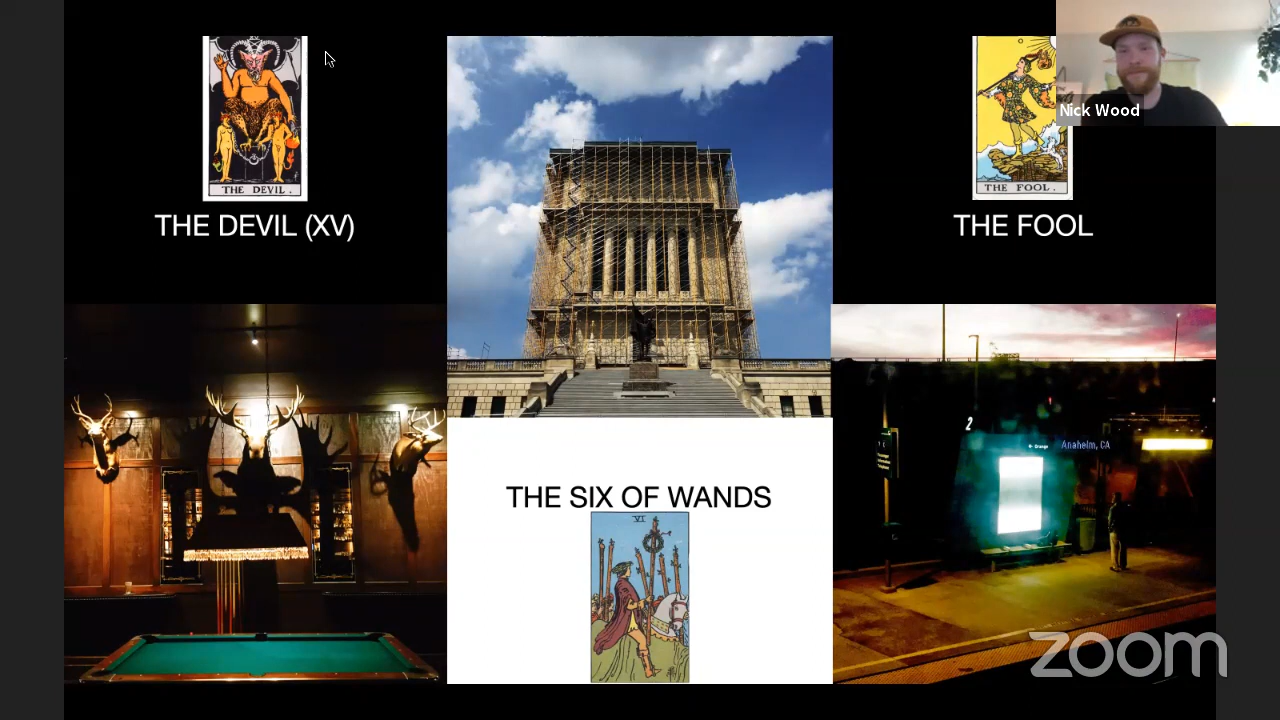 THE DEVIL.
THE DEVIL (XV)
THE FOOL.
THE FOOL
Nick Wood
2
Orange
Anaheim, CA
THE SIX OF WANDS
VI
zoom